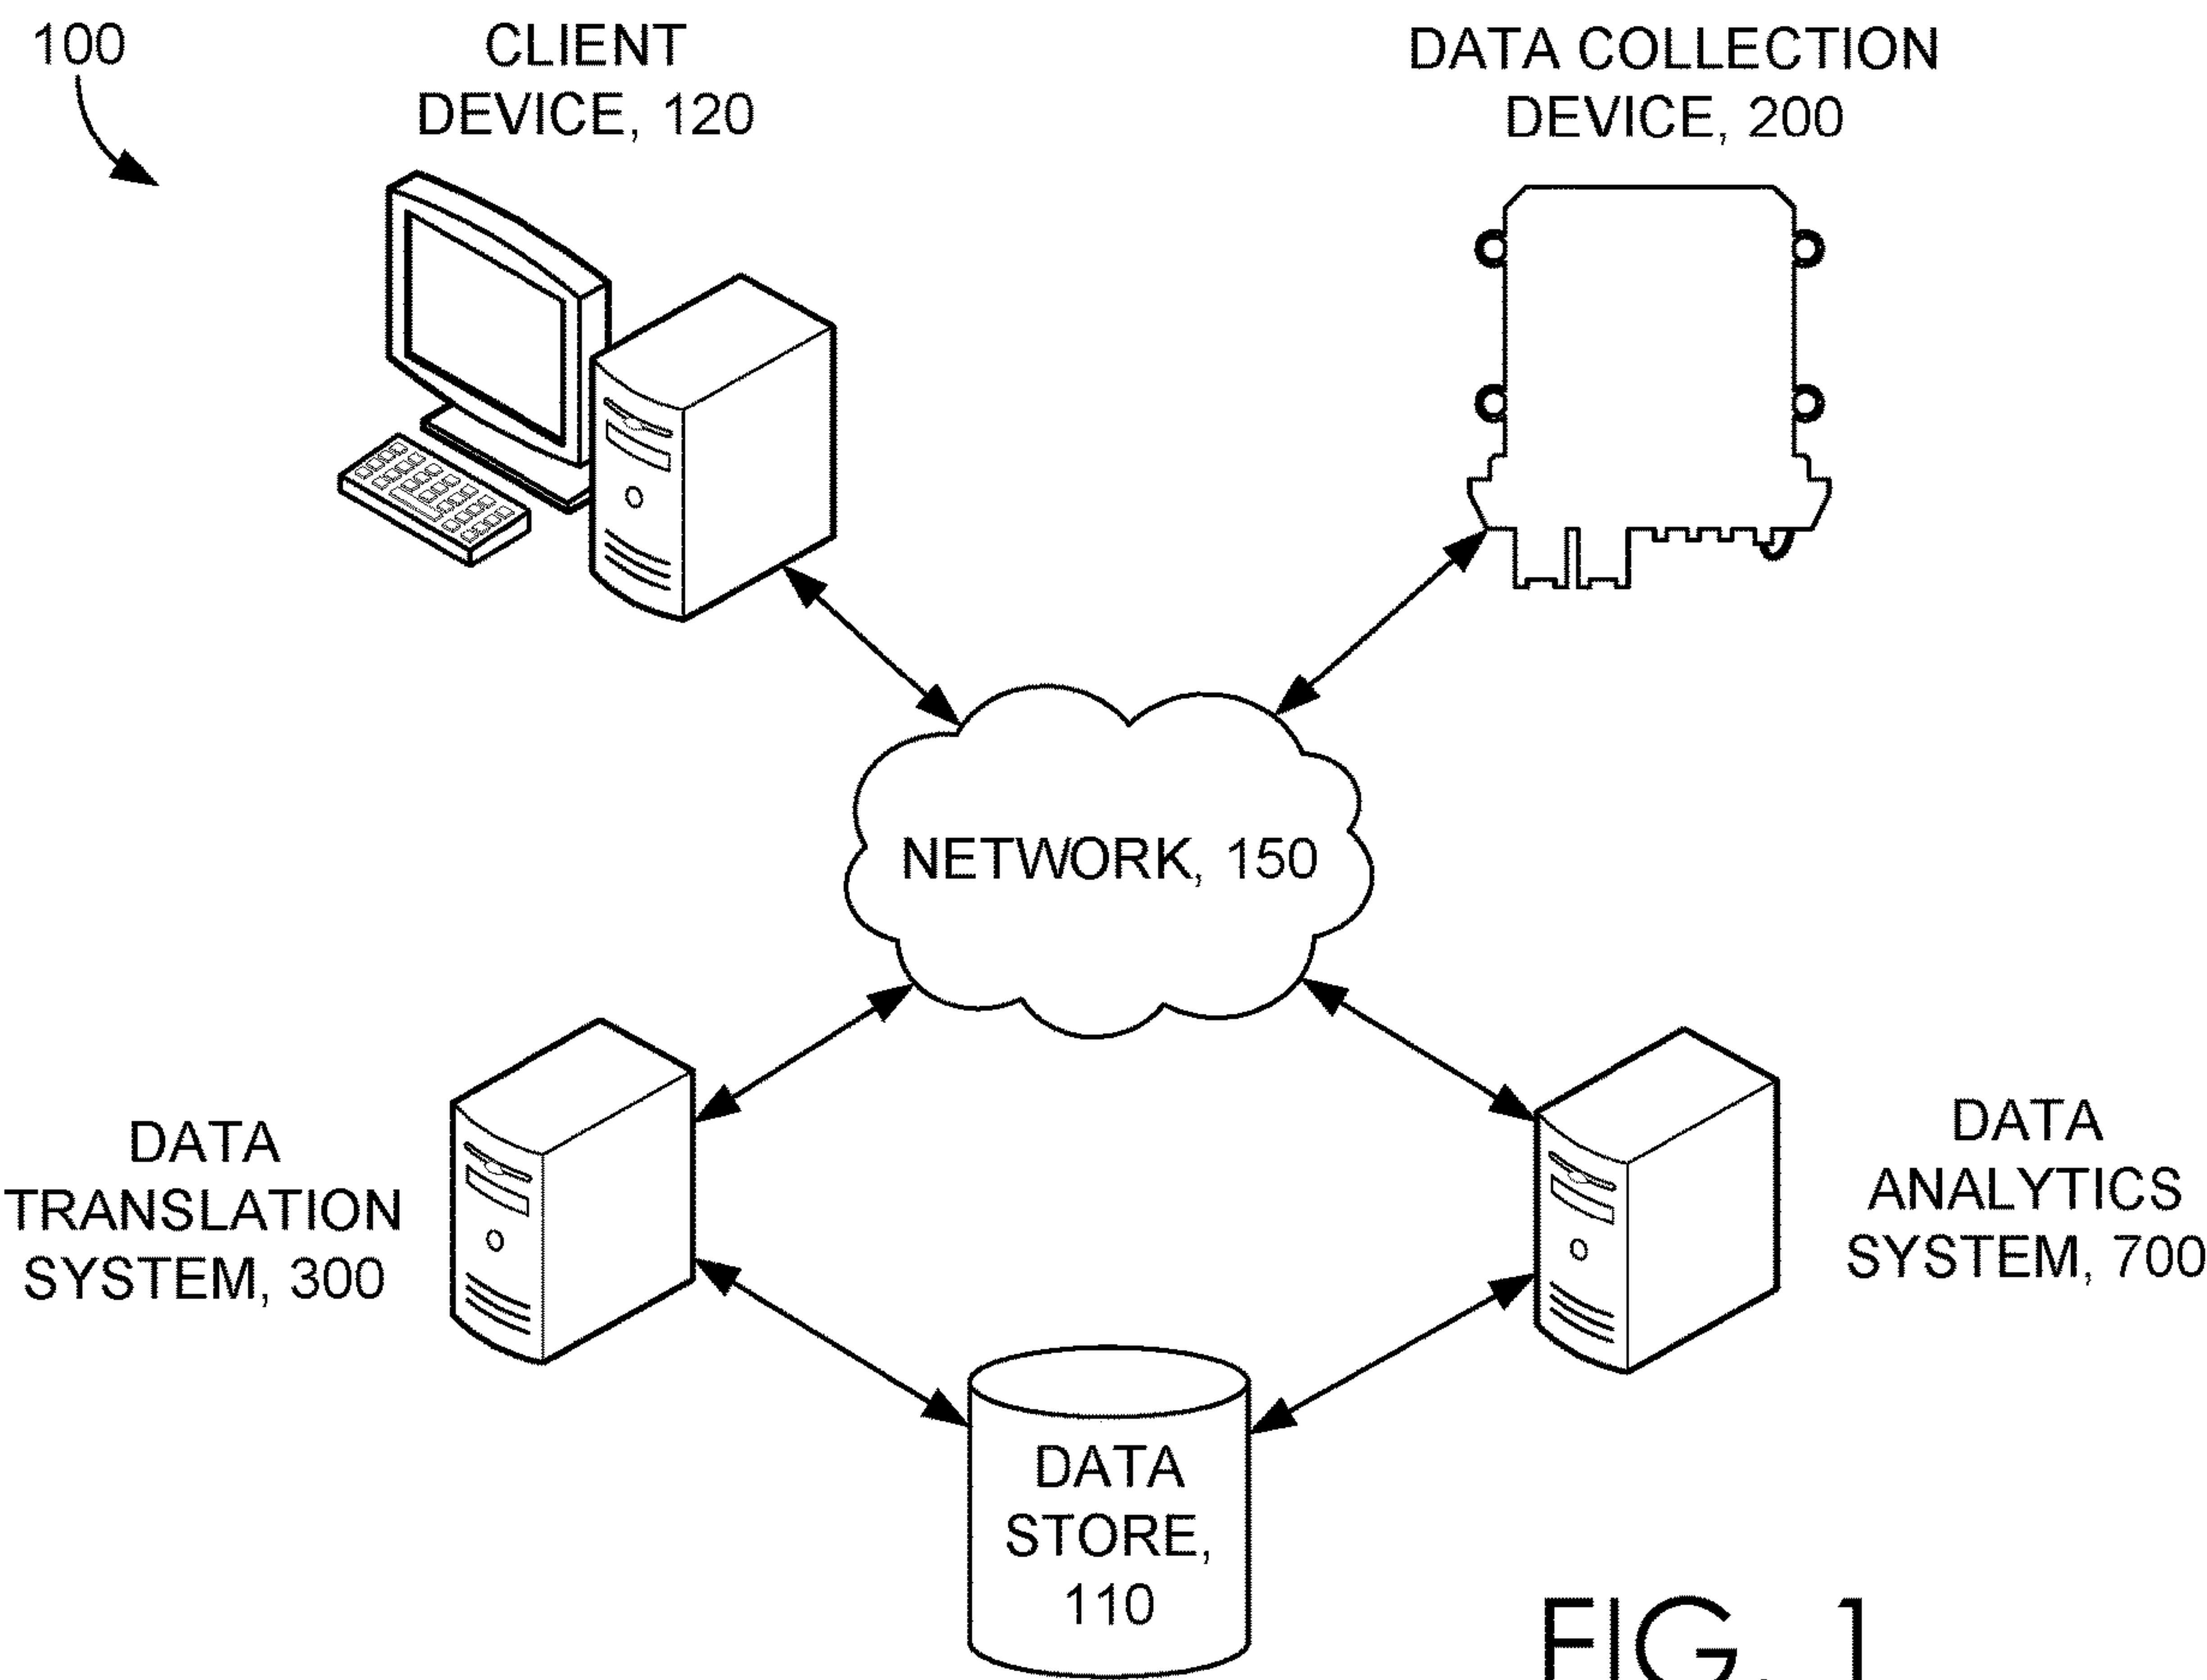 100
CLIENT
DEVICE, 120
DATA COLLECTION
DEVICE, 200
NETWORK, 150
DATA
TRANSLATION
SYSTEM, 300
DATA
ANALYTICS
SYSTEM, 700
DATA
STORE,
110
FIG. 1